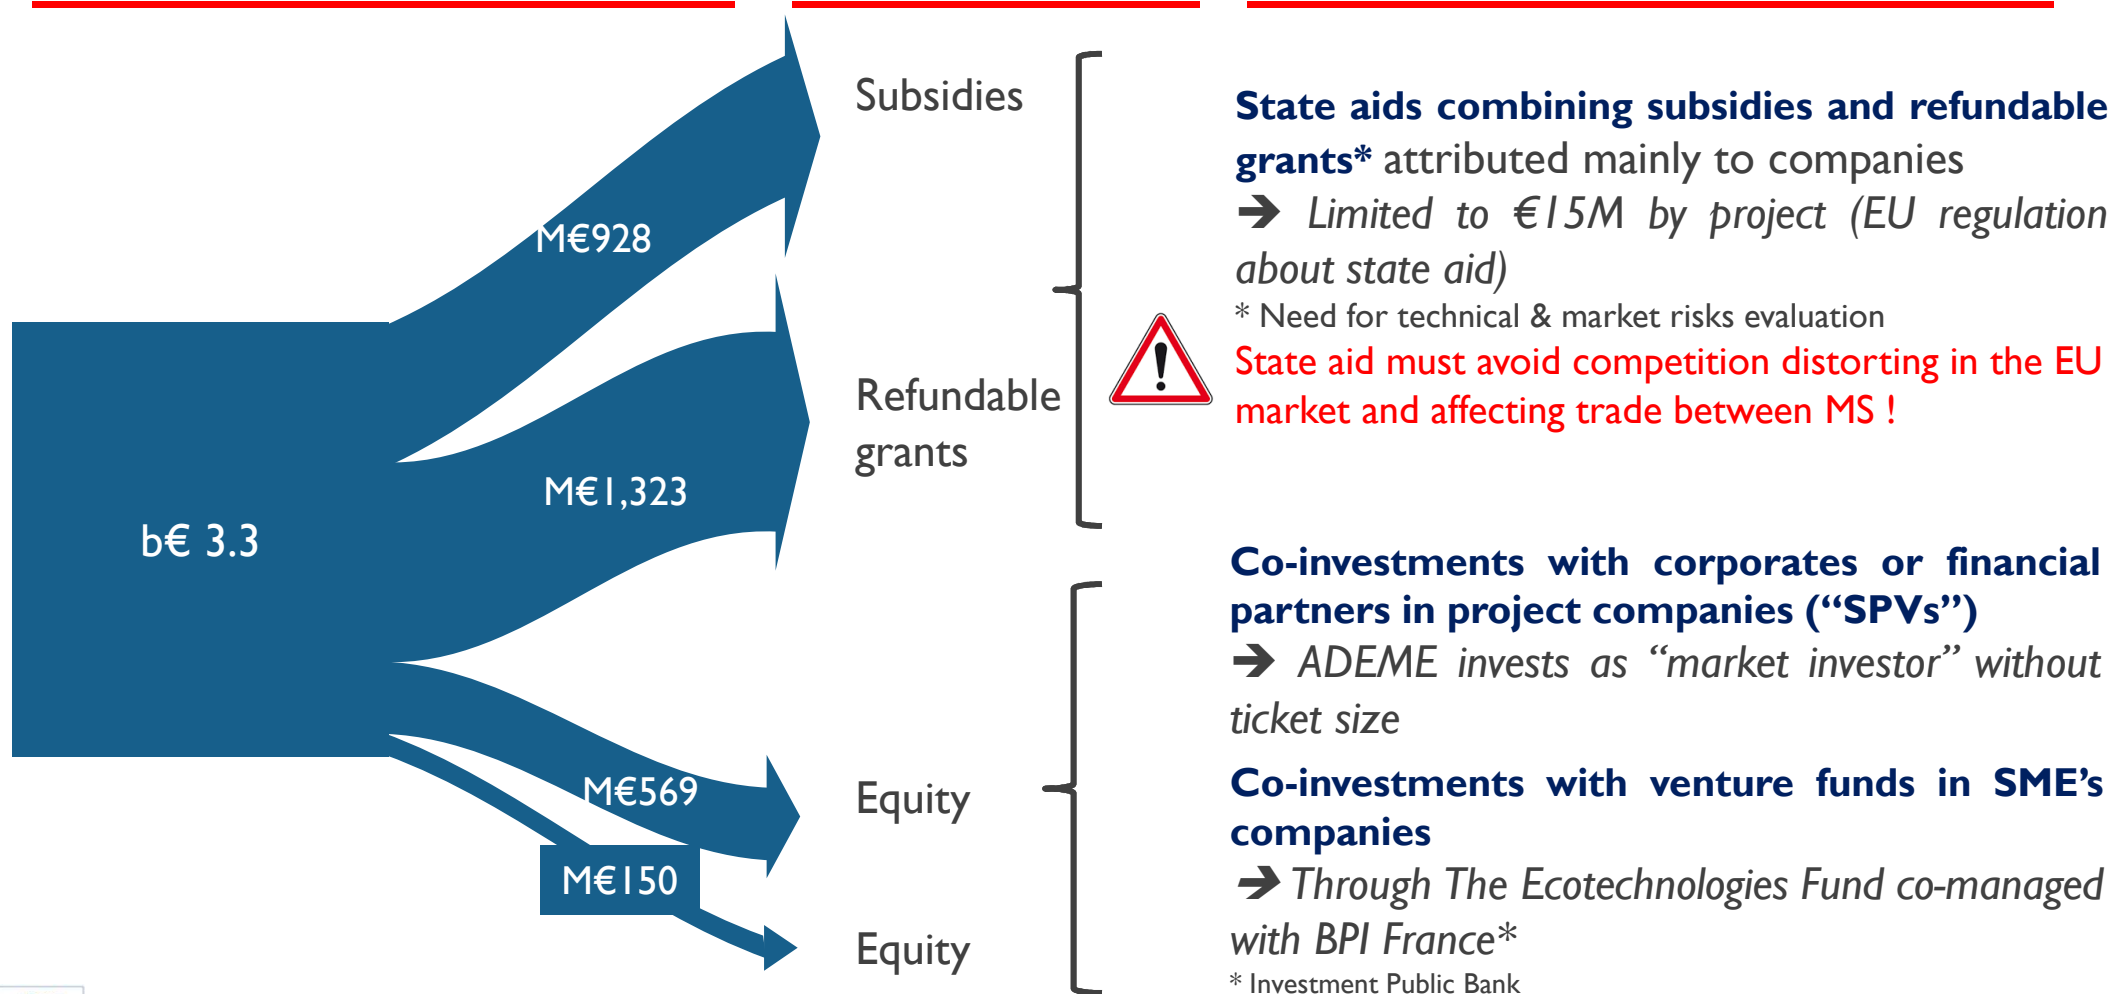 b€ 3.3
M€928
M€1,323
M€569
M€150
Subsidies
Refundable
grants
Equity
Equity
State aids combining subsidies and refundable
grants* attributed mainly to companies
➔ Limited to €15M by project (EU regulation
about state aid)
* Need for technical & market risks evaluation
State aid must avoid competition distorting in the EU
market and affecting trade between MS !
Co-investments with corporates or financial
partners in project companies (“SPVs”)
➔ ADEME invests as “market investor” without
ticket size
Co-investments with venture funds in SME’s
companies
➔ Through The Ecotechnologies Fund co-managed
with BPI France*
* Investment Public Bank